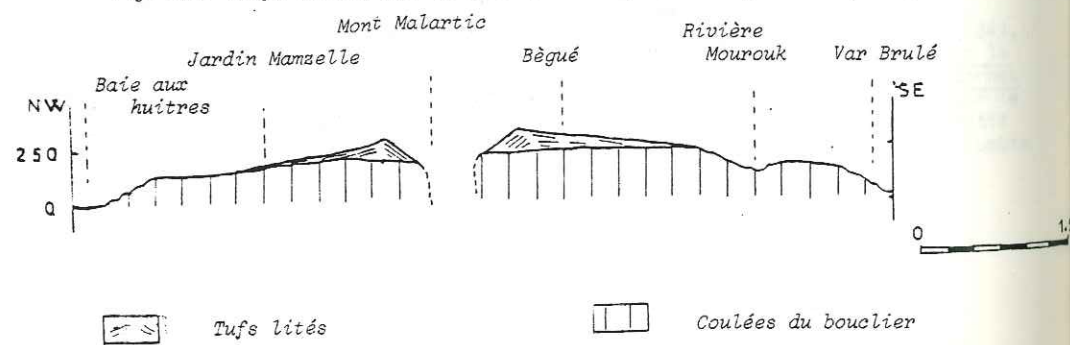 Mont Malartic
Rivière
Jardin Mamzelle Bègué Mourouk Var Brulé
Baie aux
huitres
NW SE
250
0
0 1.
Tufs lités Coulées du bouclier